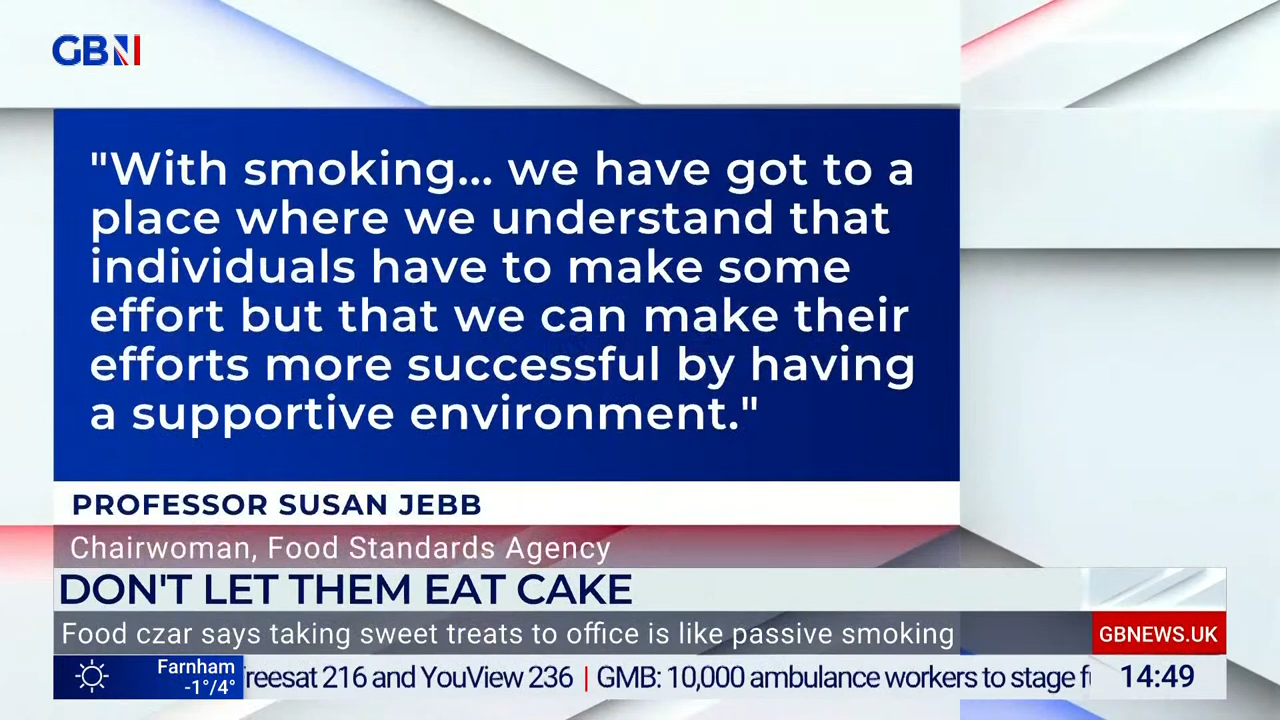 GBN
"With smoking... we have got to a
place where we understand that
individuals have to make some
effort but that we can make their
efforts more successful by having
a supportive environment."
PROFESSOR SUSAN JEBB
Chairwoman, Food Standards Agency
DON'T LET THEM EAT CAKE
Food czar says taking sweet treats to office is like passive smoking
GBNEWS.UK
Farnham
-1°/4°
reesat 216 and YouView 236 | GMB: 10,000 ambulance workers to stage
14:49